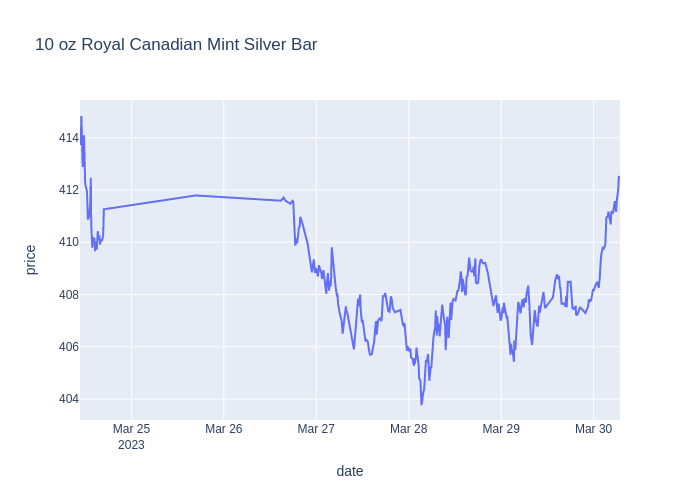 10 oz Royal Canadian Mint Silver Bar
price
414
412
410
408
406
404
Mar 25
2023
Mar 26
Mar 27
Mar 28
Mar 29
Mar 30
date